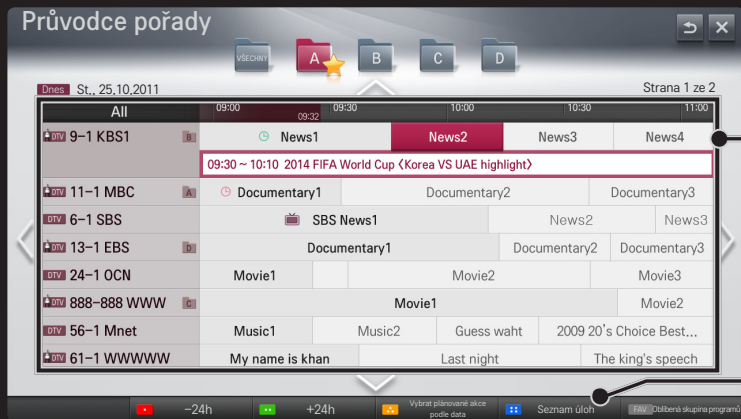 Průvodce pořady
VŠECHNY A B C D
Dnes St., 25.10.2011 Strana 1 ze 2
All 09:00 09:32 09:30 10:00 10:30 11:00
DTV 9-1 KBS1 B News1 News2 News3 News4
09:30 ~ 10:10 2014 FIFA World Cup 〈Korea VS UAE highlight〉
DTV 11-1 MBC A Documentary1 Documentary2 Documentary3
DTV 6-1 SBS SBS News1 News2 News3
DTV 13-1 EBS D Documentary1 Documentary2 Documentary3
DTV 24-1 OCN Movie1 Movie2 Movie3
DTV 888-888 WWW C Movie1 Movie2
DTV 56-1 Mnet Music1 Music2 Guess waht 2009 20's Choice Best...
DTV 61-1 WWWWW My name is khan Last night The king's speech
-24h +24h Vybrat plánované akce podle data Seznam úloh FAV Oblíbená skupina programů